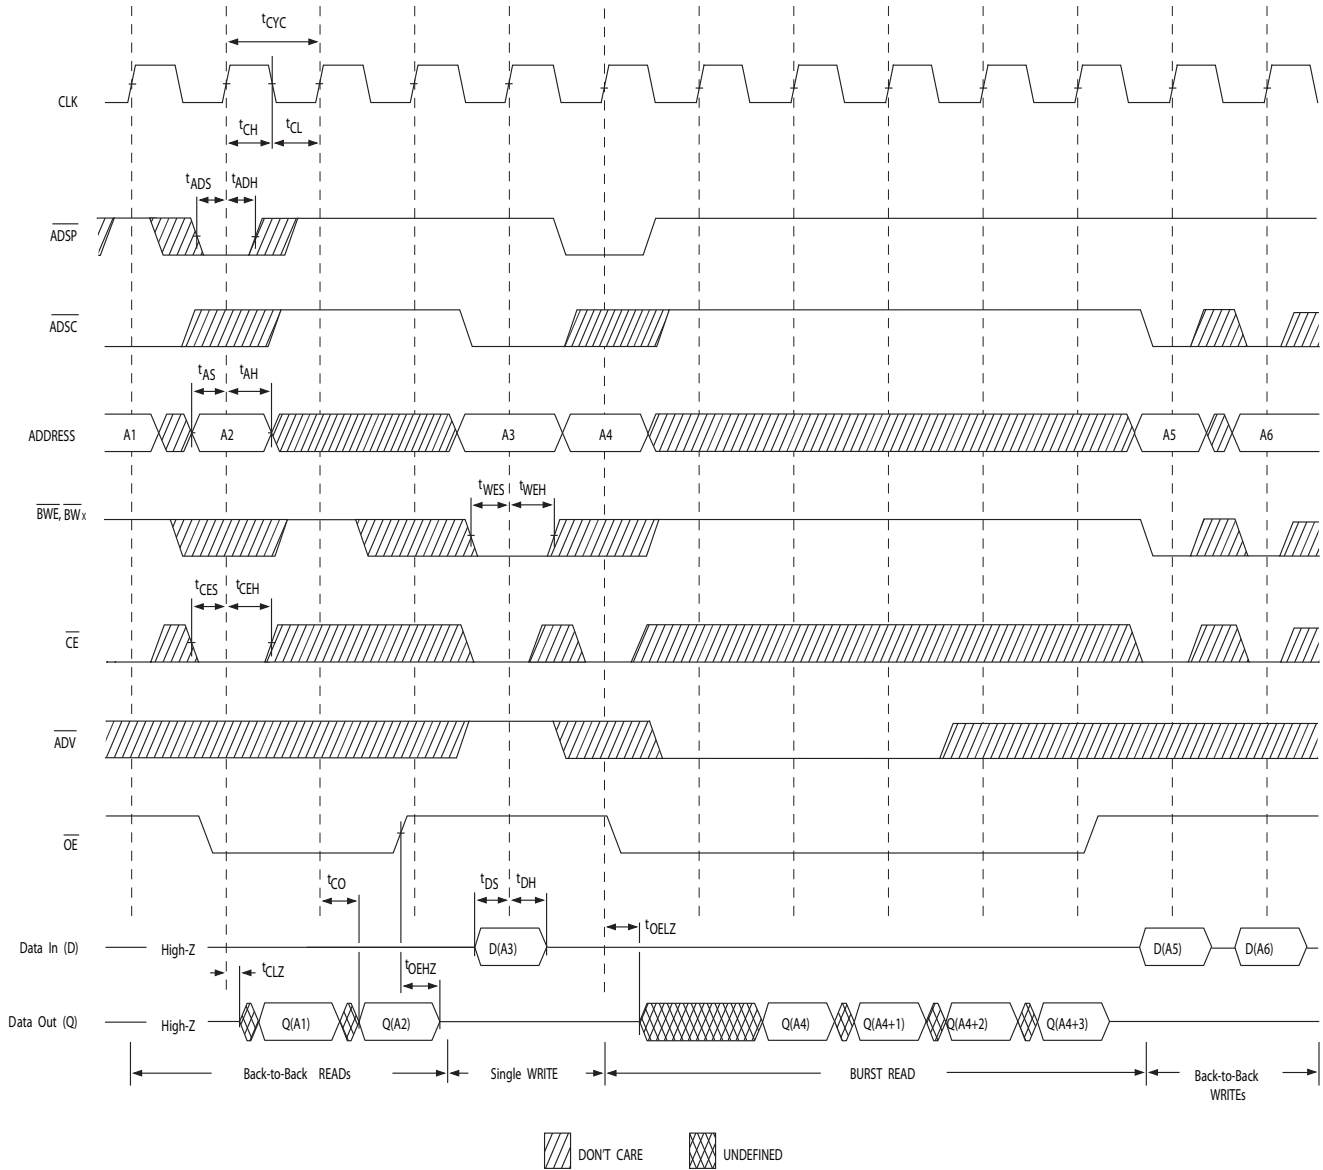 tCYC
CLK
tCH tCL
tADS tADH
ADSP
ADSC
tAS tAH
ADDRESS A1 A2 A3 A4 A5 A6
tWES tWEH
BWE, BWx
tCES tCEH
CE
ADV
OE
tCO tDS tDH
tOELZ
Data In (D) High-Z D(A3) D(A5) D(A6)
tCLZ tOEHZ
Data Out (Q) High-Z Q(A1) Q(A2) Q(A4) Q(A4+1) Q(A4+2) Q(A4+3)
Back-to-Back READs Single WRITE BURST READ Back-to-Back
WRITEs
DON'T CARE UNDEFINED